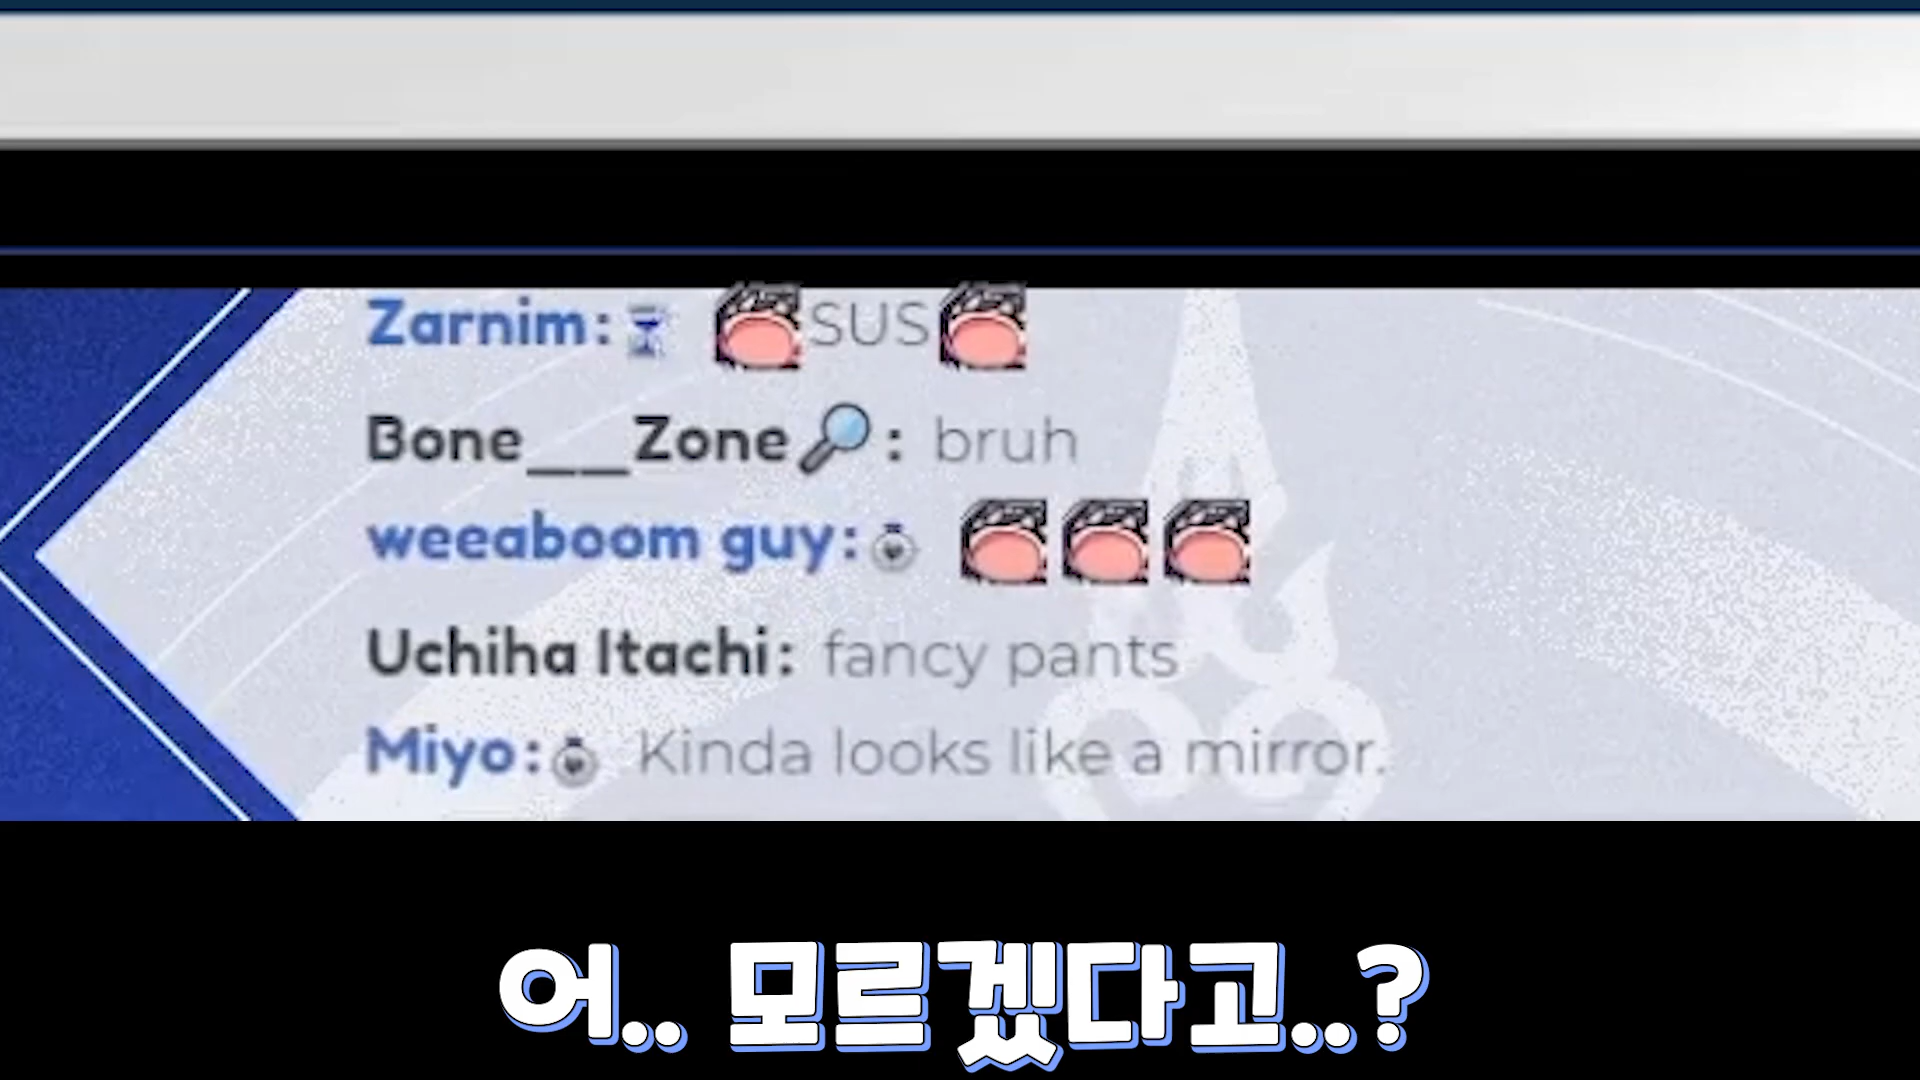 Zarnim: SUS
Bone__Zone: bruh
weeaboom guy:
Uchiha Itachi: fancy pants
Miyo: Kinda looks like a mirror.
어.. 모르겠다고..?